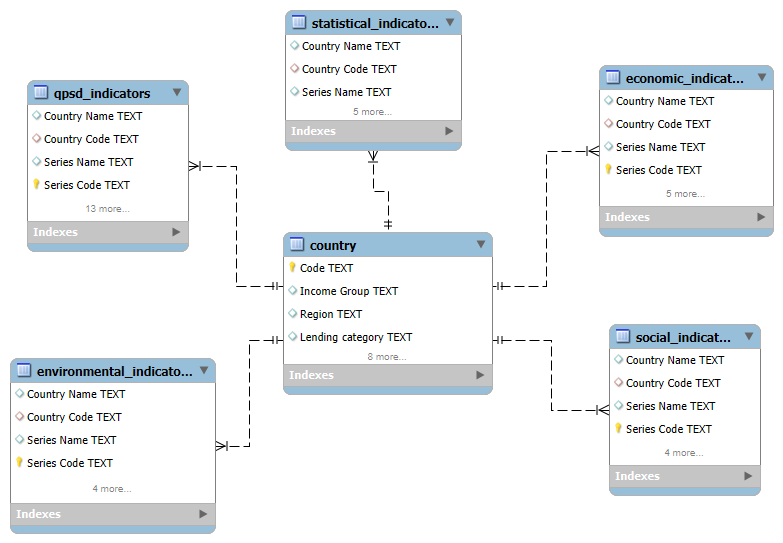 statistical_indicato...
Country Name TEXT
Country Code TEXT
Series Name TEXT
5 more...
Indexes
qpsd_indicators
Country Name TEXT
Country Code TEXT
Series Name TEXT
Series Code TEXT
13 more...
Indexes
economic_indicat...
Country Name TEXT
Country Code TEXT
Series Name TEXT
Series Code TEXT
5 more...
Indexes
country
Code TEXT
Income Group TEXT
Region TEXT
Lending category TEXT
8 more...
Indexes
environmental_indicato...
Country Name TEXT
Country Code TEXT
Series Name TEXT
Series Code TEXT
4 more...
Indexes
social_indicat...
Country Name TEXT
Country Code TEXT
Series Name TEXT
Series Code TEXT
4 more...
Indexes